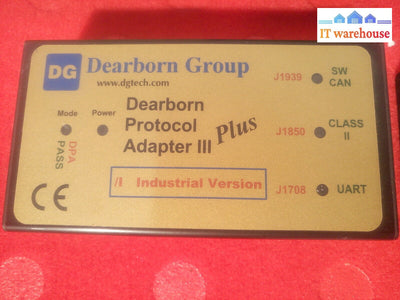 IT warehouse
DG Dearborn Group
www.dgtech.com
Mode Power
Dearborn
Protocol
Adapter III Plus
DPA
PASS
/I Industrial Version
CE
J1939 SW
CAN
J1850 CLASS
II
J1708 UART